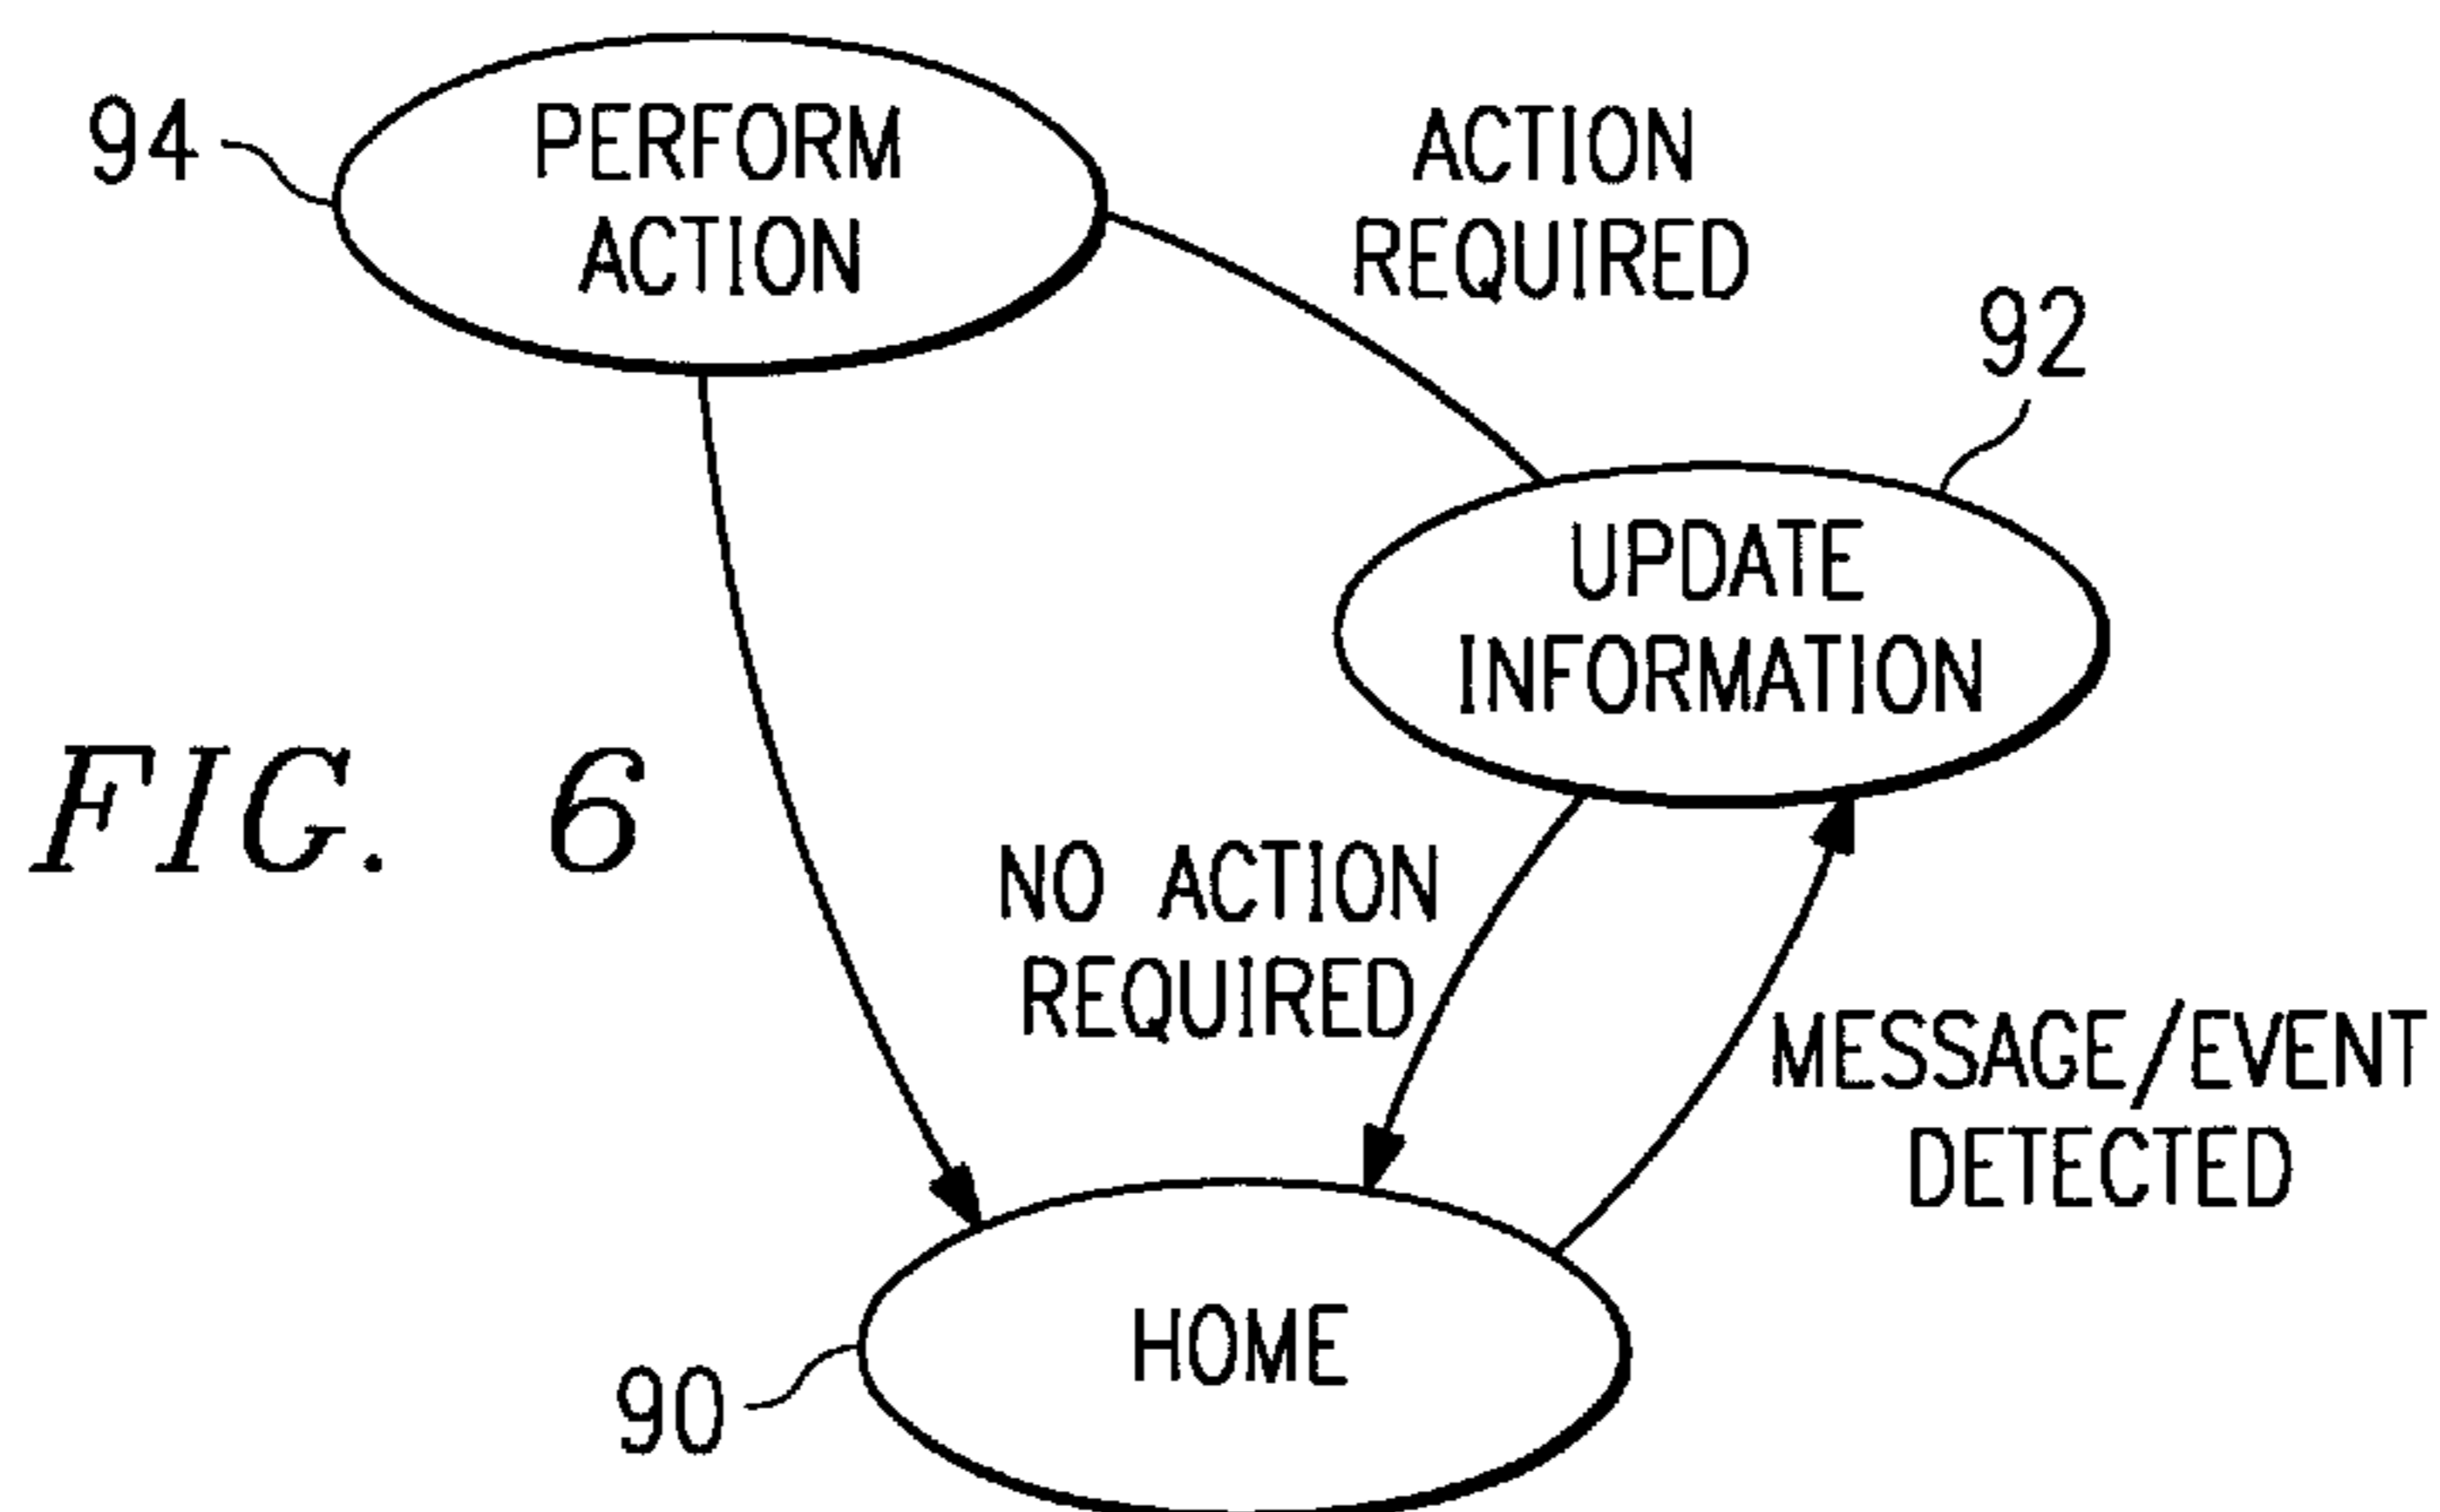 94
PERFORM
ACTION
ACTION
REQUIRED
92
UPDATE
INFORMATION
FIG. 6
NO ACTION
REQUIRED
MESSAGE/EVENT
DETECTED
HOME
90